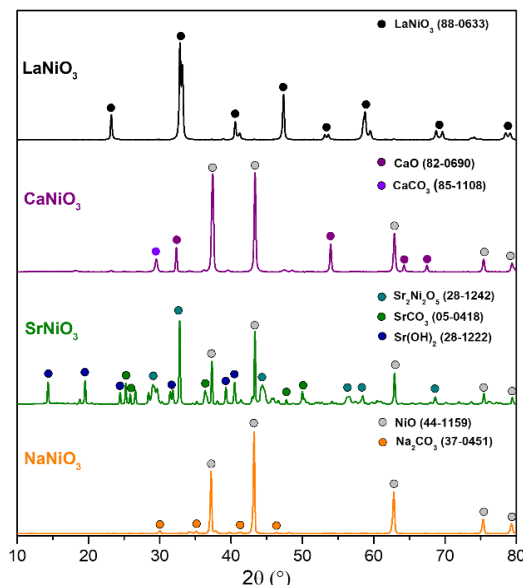 LaNiO₃ (88-0633)
LaNiO₃
CaO (82-0690)
CaCO₃ (85-1108)
CaNiO₃
Sr₂Ni₂O₅ (28-1242)
SrCO₃ (05-0418)
Sr(OH)₂ (28-1222)
SrNiO₃
NiO (44-1159)
Na₂CO₃ (37-0451)
NaNiO₃
10 20 30 40 50 60 70 80
2θ (°)